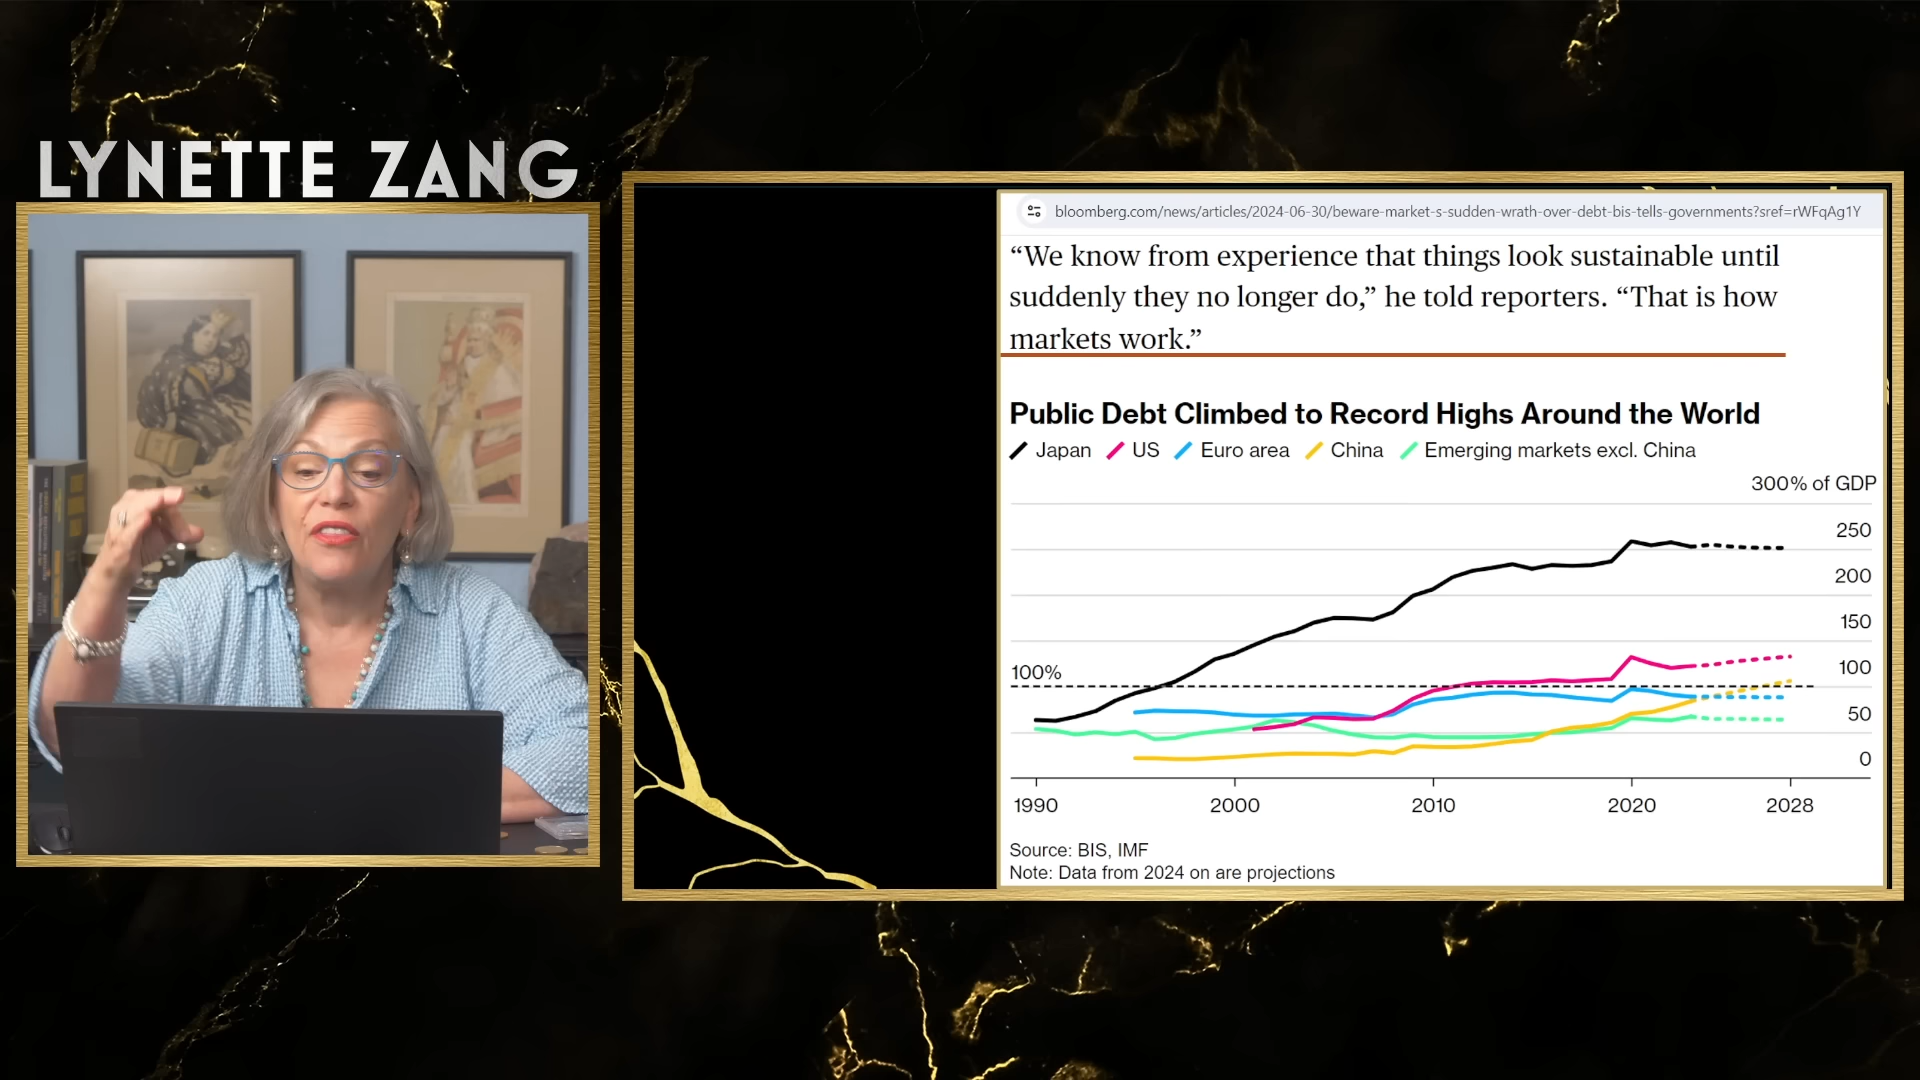 LYNETTE ZANG
bloomberg.com/news/articles/2024-06-30/beware-market-s-sudden-wrath-over-debt-bis-tells-governments?sref=rWFqAg1Y
“We know from experience that things look sustainable until
suddenly they no longer do,” he told reporters. “That is how
markets work.”
Public Debt Climbed to Record Highs Around the World
Japan US Euro area China Emerging markets excl. China
300% of GDP
250
200
150
100%
100
50
0
1990 2000 2010 2020 2028
Source: BIS, IMF
Note: Data from 2024 on are projections